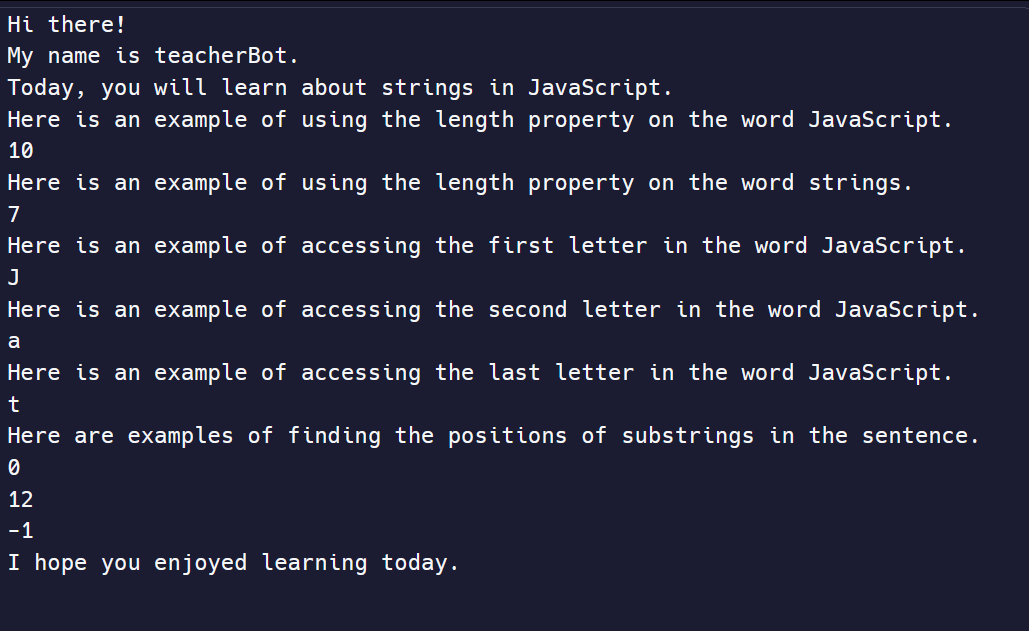 Hi there!
My name is teacherBot.
Today, you will learn about strings in JavaScript.
Here is an example of using the length property on the word JavaScript.
10
Here is an example of using the length property on the word strings.
7
Here is an example of accessing the first letter in the word JavaScript.
J
Here is an example of accessing the second letter in the word JavaScript.
a
Here is an example of accessing the last letter in the word JavaScript.
t
Here are examples of finding the positions of substrings in the sentence.
0
12
-1
I hope you enjoyed learning today.